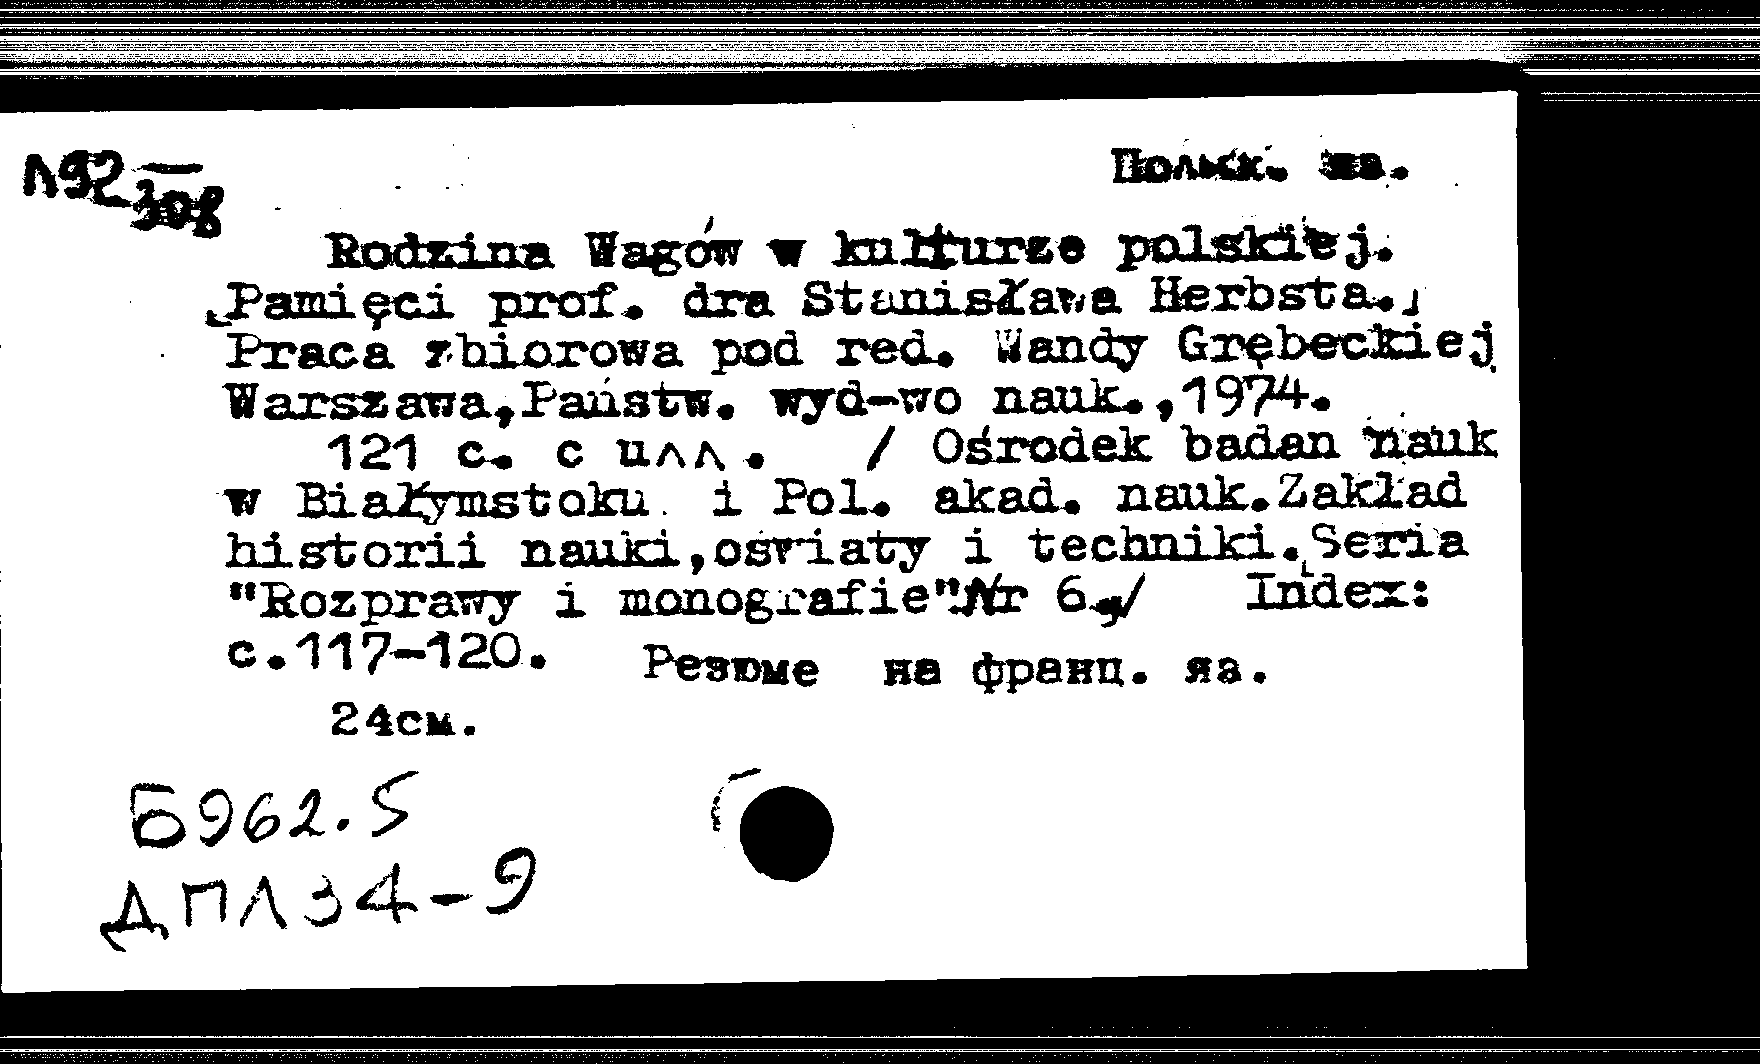 Л92
308
Польск. яз.
Rodzina Wagów w kulturze polskiej.
[Pamięci prof. dra Stanisława Herbsta.]
Praca zbiorowa pod red. Wandy Grębeckiej
Warszawa,Państw. wyd-wo nauk.,1974.
121 с. с илл. / Ośrodek badan nauk
w Białymstoku i Pol. akad. nauk.Zakład
historii nauki,osviaty i techniki.Seria
"Rozprawy i monografie".Nr 6./ Index:
с.117-120. Резюме на франц. яз.
24см.
Б962.5
ДПЛ34-9